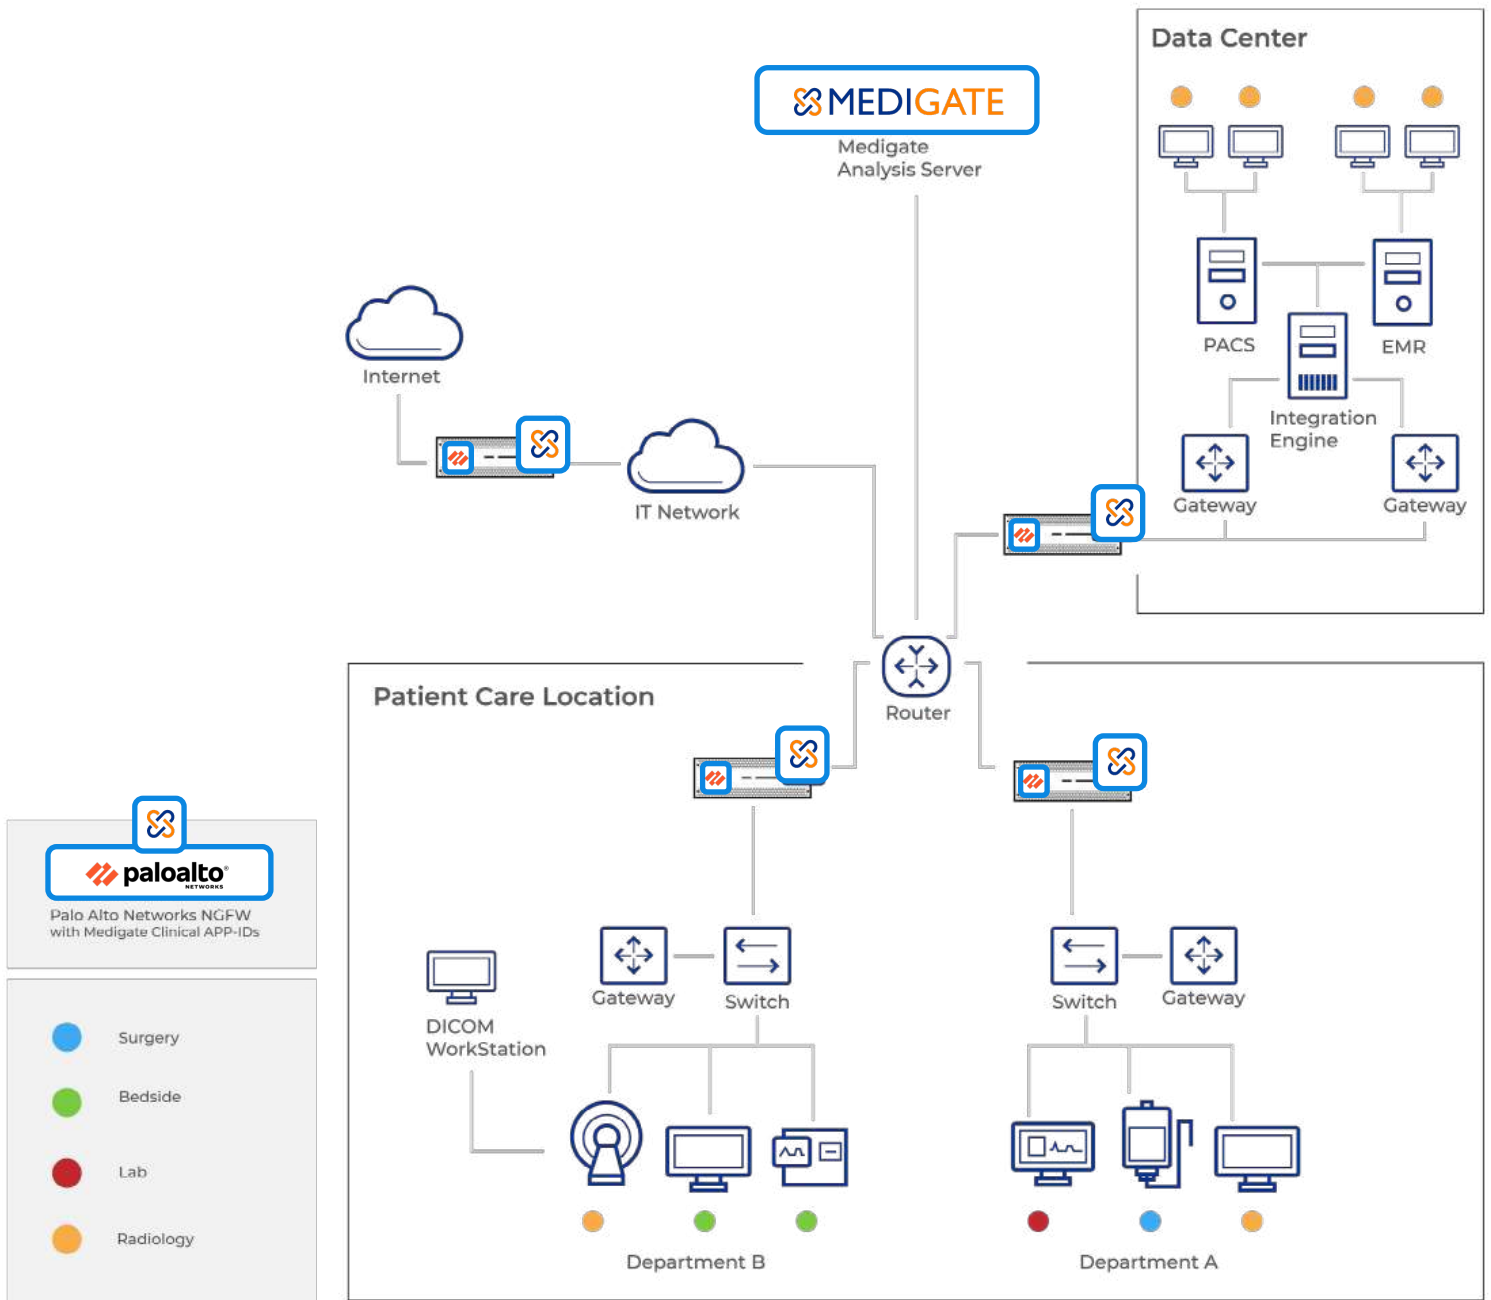 Data Center
MEDIGATE
Medigate
Analysis Server
PACS
EMR
Internet
Integration
Engine
IT Network
Gateway
Gateway
Router
Patient Care Location
paloalto®
NETWORKS
Palo Alto Networks NGFW
with Medigate Clinical APP-IDs
Gateway
Switch
Switch
Gateway
DICOM
WorkStation
Surgery
Bedside
Lab
Radiology
Department B
Department A